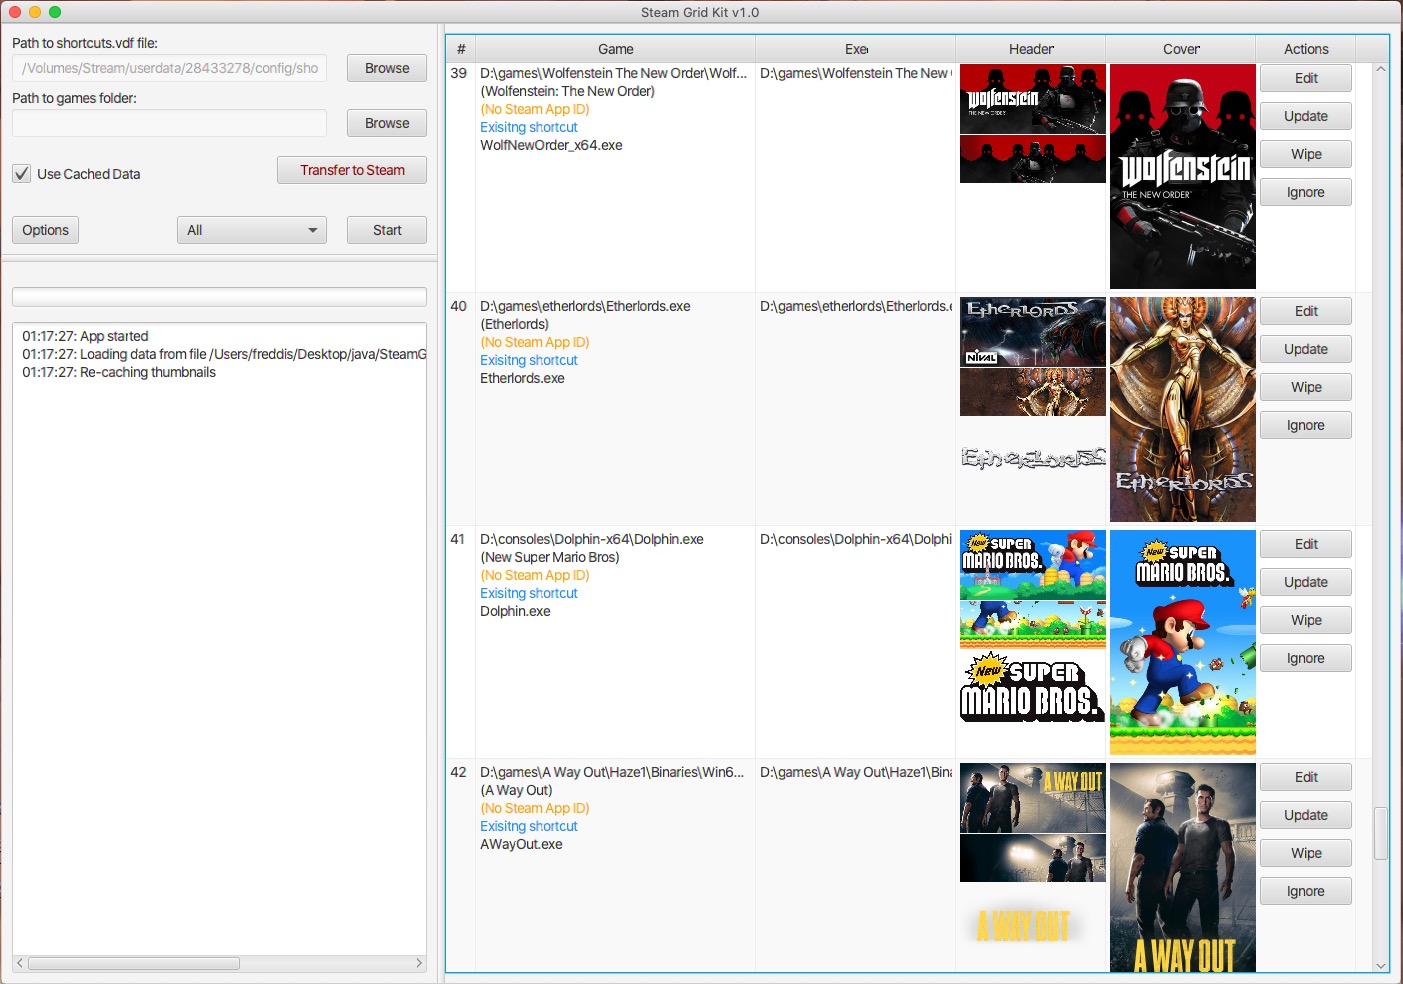 Steam Grid Kit v1.0
Path to shortcuts.vdf file:
/Volumes/Stream/userdata/28433278/config/sho
Browse
Path to games folder:
Browse
Use Cached Data
Transfer to Steam
Options
All
Start
01:17:27: App started
01:17:27: Loading data from file /Users/freddis/Desktop/java/SteamG
01:17:27: Re-caching thumbnails
# Game Exe Header Cover Actions
39
D:\games\Wolfenstein The New Order\Wolf...
(Wolfenstein: The New Order)
(No Steam App ID)
Exisitng shortcut
WolfNewOrder_x64.exe
D:\games\Wolfenstein The New
Wolfenstein
THE NEW ORDER
Wolfenstein
THE NEW ORDER
Edit
Update
Wipe
Ignore
40
D:\games\etherlords\Etherlords.exe
(Etherlords)
(No Steam App ID)
Exisitng shortcut
Etherlords.exe
D:\games\etherlords\Etherlords.e
Etherlords
NIVAL
Etherlords
Etherlords
Edit
Update
Wipe
Ignore
41
D:\consoles\Dolphin-x64\Dolphin.exe
(New Super Mario Bros)
(No Steam App ID)
Exisitng shortcut
Dolphin.exe
D:\consoles\Dolphin-x64\Dolphi
New SUPER
MARIO BROS.
New SUPER
MARIO BROS.
New SUPER
MARIO BROS.
Edit
Update
Wipe
Ignore
42
D:\games\A Way Out\Haze1\Binaries\Win6...
(A Way Out)
(No Steam App ID)
Exisitng shortcut
AWayOut.exe
D:\games\A Way Out\Haze1\Bina
A WAY OUT
A WAY OUT
A WAY OUT
Edit
Update
Wipe
Ignore